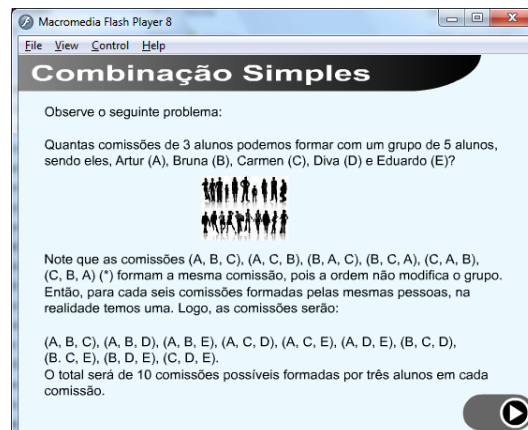 Macromedia Flash Player 8
File View Control Help
Combinação Simples
Observe o seguinte problema:
Quantas comissões de 3 alunos podemos formar com um grupo de 5 alunos,
sendo eles, Artur (A), Bruna (B), Carmen (C), Diva (D) e Eduardo (E)?
Note que as comissões (A, B, C), (A, C, B), (B, A, C), (B, C, A), (C, A, B),
(C, B, A) (*) formam a mesma comissão, pois a ordem não modifica o grupo.
Então, para cada seis comissões formadas pelas mesmas pessoas, na
realidade temos uma. Logo, as comissões serão:
(A, B, C), (A, B, D), (A, B, E), (A, C, D), (A, C, E), (A, D, E), (B, C, D),
(B. C, E), (B, D, E), (C, D, E).
O total será de 10 comissões possíveis formadas por três alunos em cada
comissão.